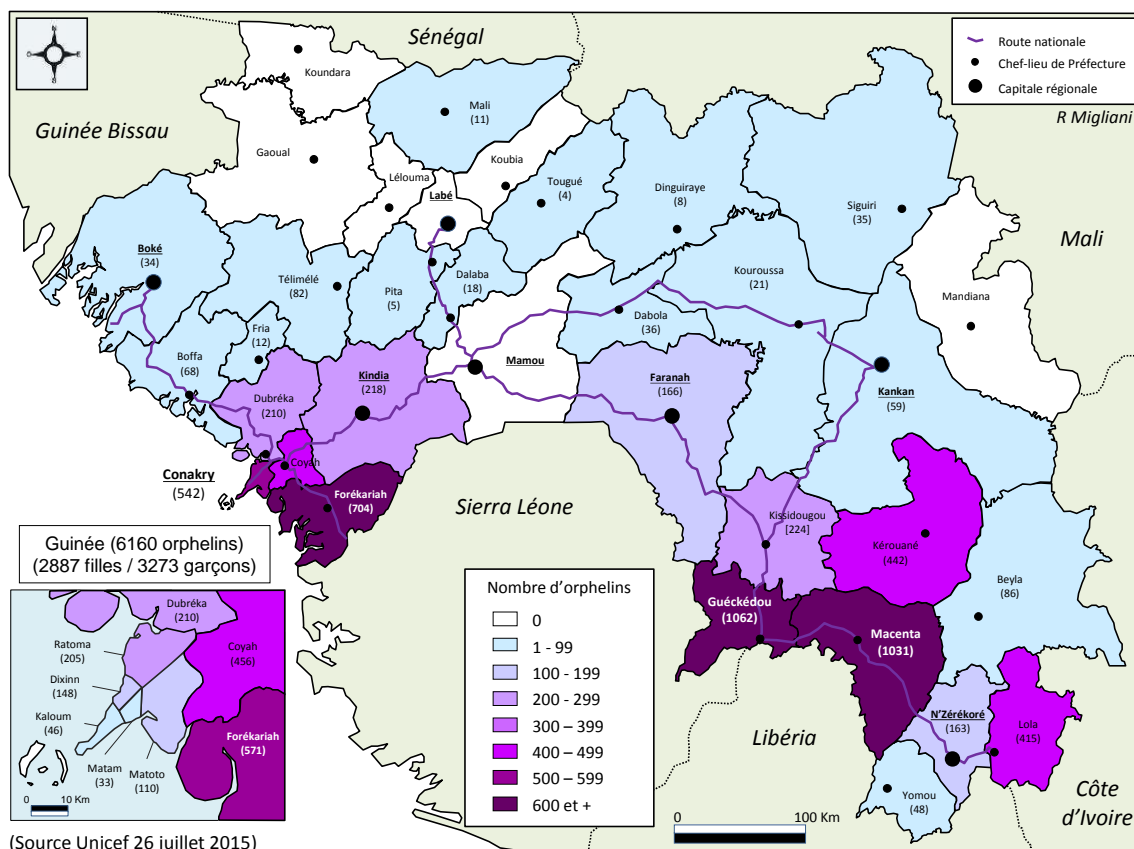 Sénégal
Route nationale
Chef-lieu de Préfecture
Capitale régionale
R Migliani
N
O
E
S
Koundara
Mali
(11)
Guinée Bissau
Gaoual
Koubia
Lélouma
Labé
Tougué
(4)
Dinguiraye
(8)
Siguiri
(35)
Mali
Boké
(34)
Télimélé
(82)
Pita
(5)
Dalaba
(18)
Kouroussa
(21)
Mandiana
Fria
(12)
Dabola
(36)
Boffa
(68)
Kindia
(218)
Mamou
Faranah
(166)
Kankan
(59)
Dubréka
(210)
Coyah
Conakry
(542)
Forékariah
(704)
Sierra Léone
Kissidougou
[224]
Kérouané
(442)
Guinée (6160 orphelins)
(2887 filles / 3273 garçons)
Beyla
(86)
Guéckédou
(1062)
Macenta
(1031)
Nombre d'orphelins
0
1 - 99
100 - 199
200 - 299
300 – 399
400 – 499
500 – 599
600 et +
Dubréka
(210)
Ratoma
(205)
Coyah
(456)
Dixinn
(148)
Kaloum
(46)
Forékariah
(571)
Matam
(33)
Matoto
(110)
0 10 Km
N'Zérékoré
(163)
Lola
(415)
Libéria
Yomou
(48)
Côte
d'Ivoire
0 100 Km
(Source Unicef 26 juillet 2015)